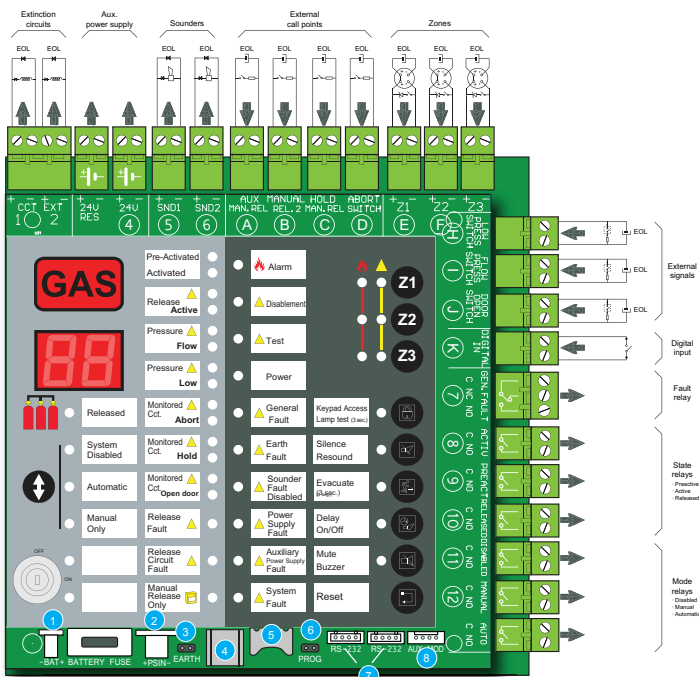 Extinction
circuits
Aux.
power supply
Sounders
External
call points
Zones
EOL EOL EOL EOL EOL EOL EOL EOL EOL EOL EOL
+ - + - + - + - + -
CCT EXT
1 2
24V
RES
24V
4
SND1
5
SND2
6
AUX
MAN.REL
A
MANUAL
REL.2
B
HOLD
MAN.REL
C
ABORT
SWITCH
D
+ Z1 -
E
Z2
F
+ Z3
LOW
PRESS
SWITCH
H
FLOW
PRESS
SWITCH
I
DOOR
OPEN
SWITCH
J
DIGITAL
IN
K
GEN.FAULT
C NC NO
7
ACTIV
C NO
8
PREACT
C NO
9
RELEASED
C NO
10
DISABLED
C NO
11
MANUAL
C NO
12
AUTO
C NO
EOL
EOL
EOL
External
signals
Digital
input
Fault
relay
State
relays
· Preactive
· Active
· Released
Mode
relays
· Disabled
· Manual
· Automatic
GAS
88
Pre-Activated
Activated
Release
Active
Pressure
Flow
Pressure
Low
Released
Monitored
Cct.
Abort
System
Disabled
Monitored
Cct.
Hold
Automatic
Monitored
Cct.
Open door
Manual
Only
Release
Fault
Release
Circuit
Fault
Manual
Release
Only
OFF
ON
Alarm
Disablement
Test
Power
Z1
Z2
Z3
General
Fault
Keypad Access
Lamp test (3 sec.)
Earth
Fault
Silence
Resound
Sounder
Fault
Disabled
Evacuate
(3 sec.)
Power
Supply
Fault
Delay
On/Off
Auxiliary
Power Supply
Fault
Mute
Buzzer
System
Fault
Reset
1
2
3
4
5
6
7
8
-BAT+
BATTERY FUSE
+PSIN-
EARTH
PROG
RS-232
RS-232
AUX MOD